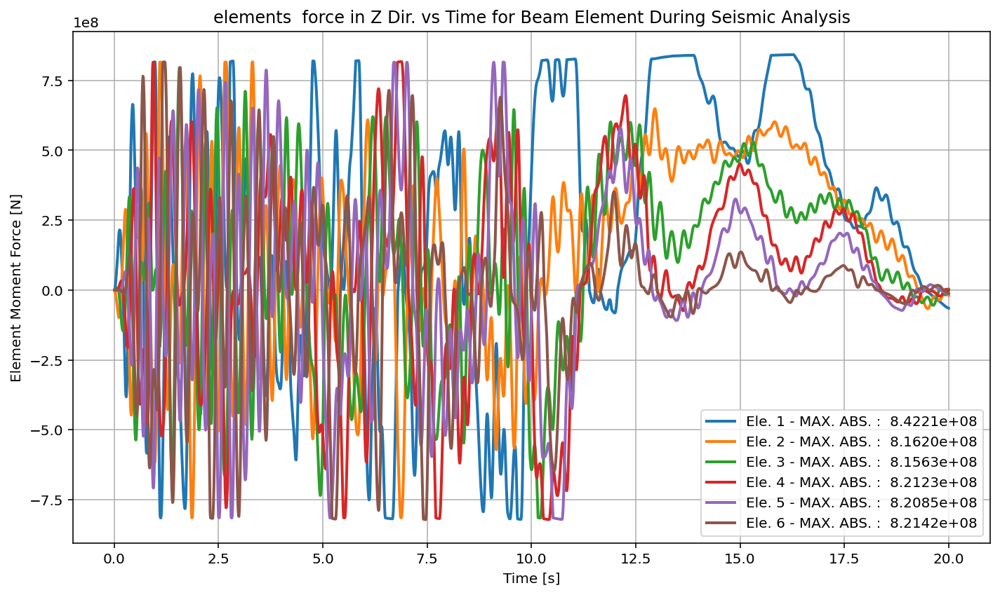 elements  force in Z Dir. vs Time for Beam Element During Seismic Analysis
1e8
Element Moment Force [N]
7.5
5.0
2.5
0.0
−2.5
−5.0
−7.5
Ele. 1 - MAX. ABS. :  8.4221e+08
Ele. 2 - MAX. ABS. :  8.1620e+08
Ele. 3 - MAX. ABS. :  8.1563e+08
Ele. 4 - MAX. ABS. :  8.2123e+08
Ele. 5 - MAX. ABS. :  8.2085e+08
Ele. 6 - MAX. ABS. :  8.2142e+08
0.0 2.5 5.0 7.5 10.0 12.5 15.0 17.5 20.0
Time [s]